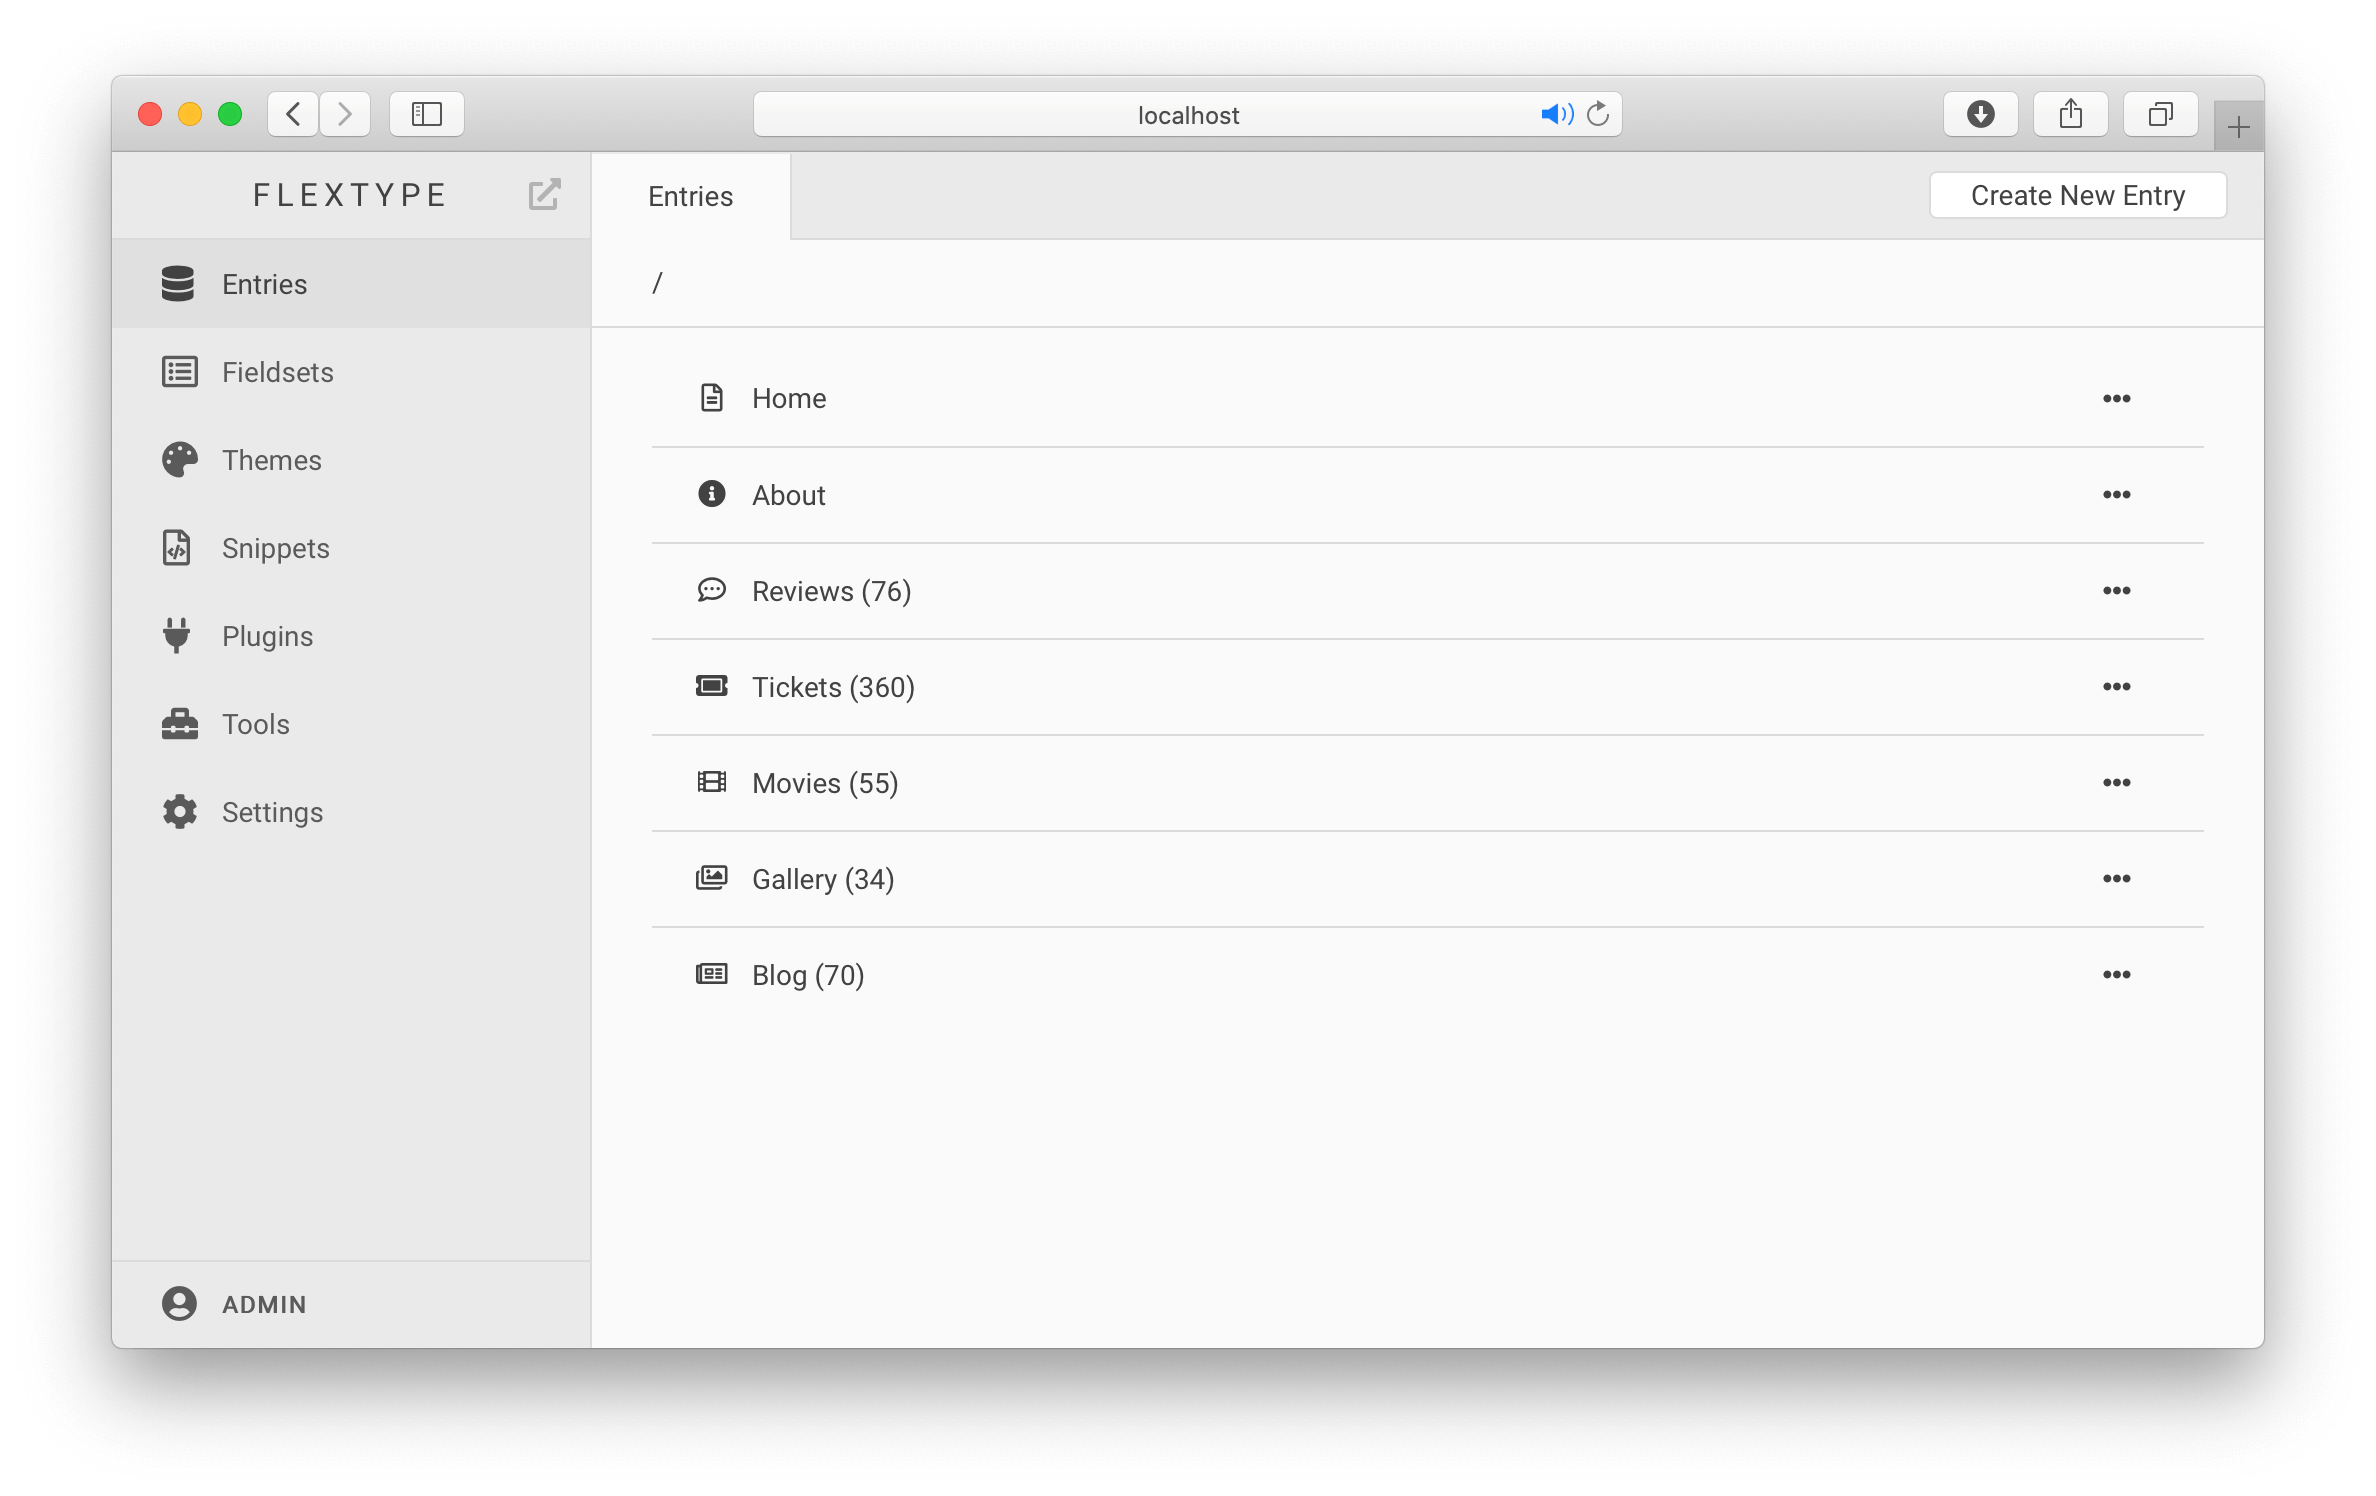 localhost
FLEXTYPE
Entries
Create New Entry
Entries
Fieldsets
Themes
Snippets
Plugins
Tools
Settings
ADMIN
/
Home
About
Reviews (76)
Tickets (360)
Movies (55)
Gallery (34)
Blog (70)